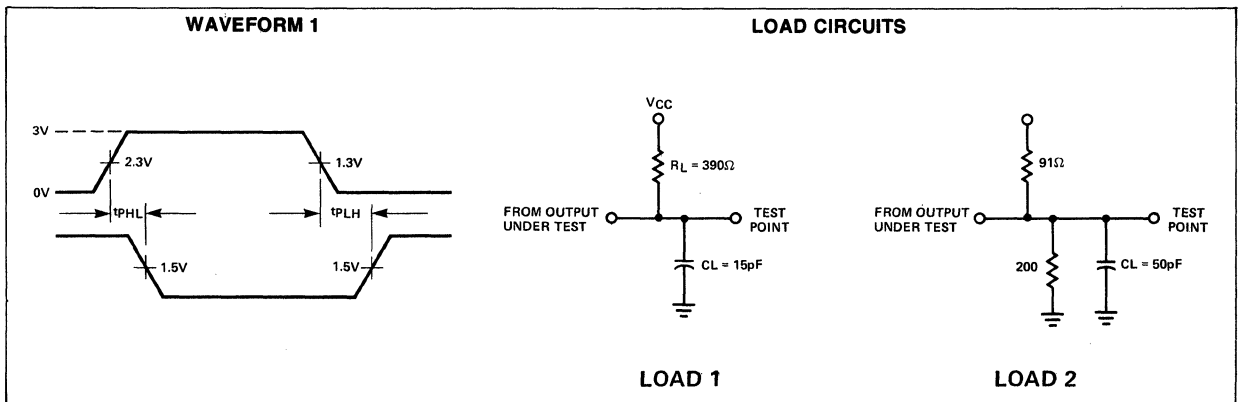 WAVEFORM 1
3V
2.3V
1.3V
0V
tPHL
tPLH
1.5V
1.5V
LOAD CIRCUITS
VCC
RL = 390Ω
FROM OUTPUT
UNDER TEST
TEST
POINT
CL = 15pF
LOAD 1
91Ω
FROM OUTPUT
UNDER TEST
TEST
POINT
200
CL = 50pF
LOAD 2